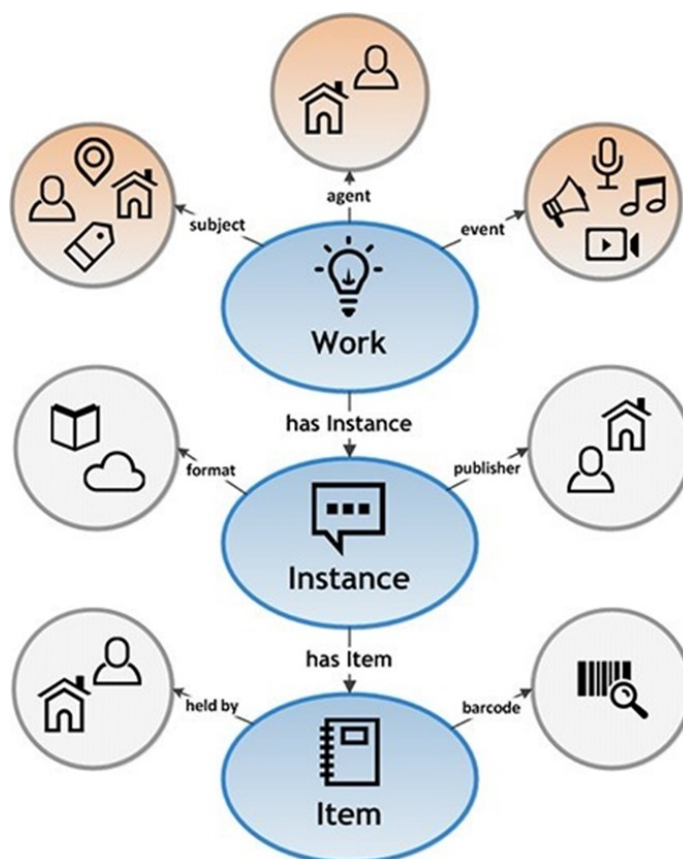 agent
subject
event
Work
has Instance
format
publisher
Instance
has Item
held by
barcode
Item